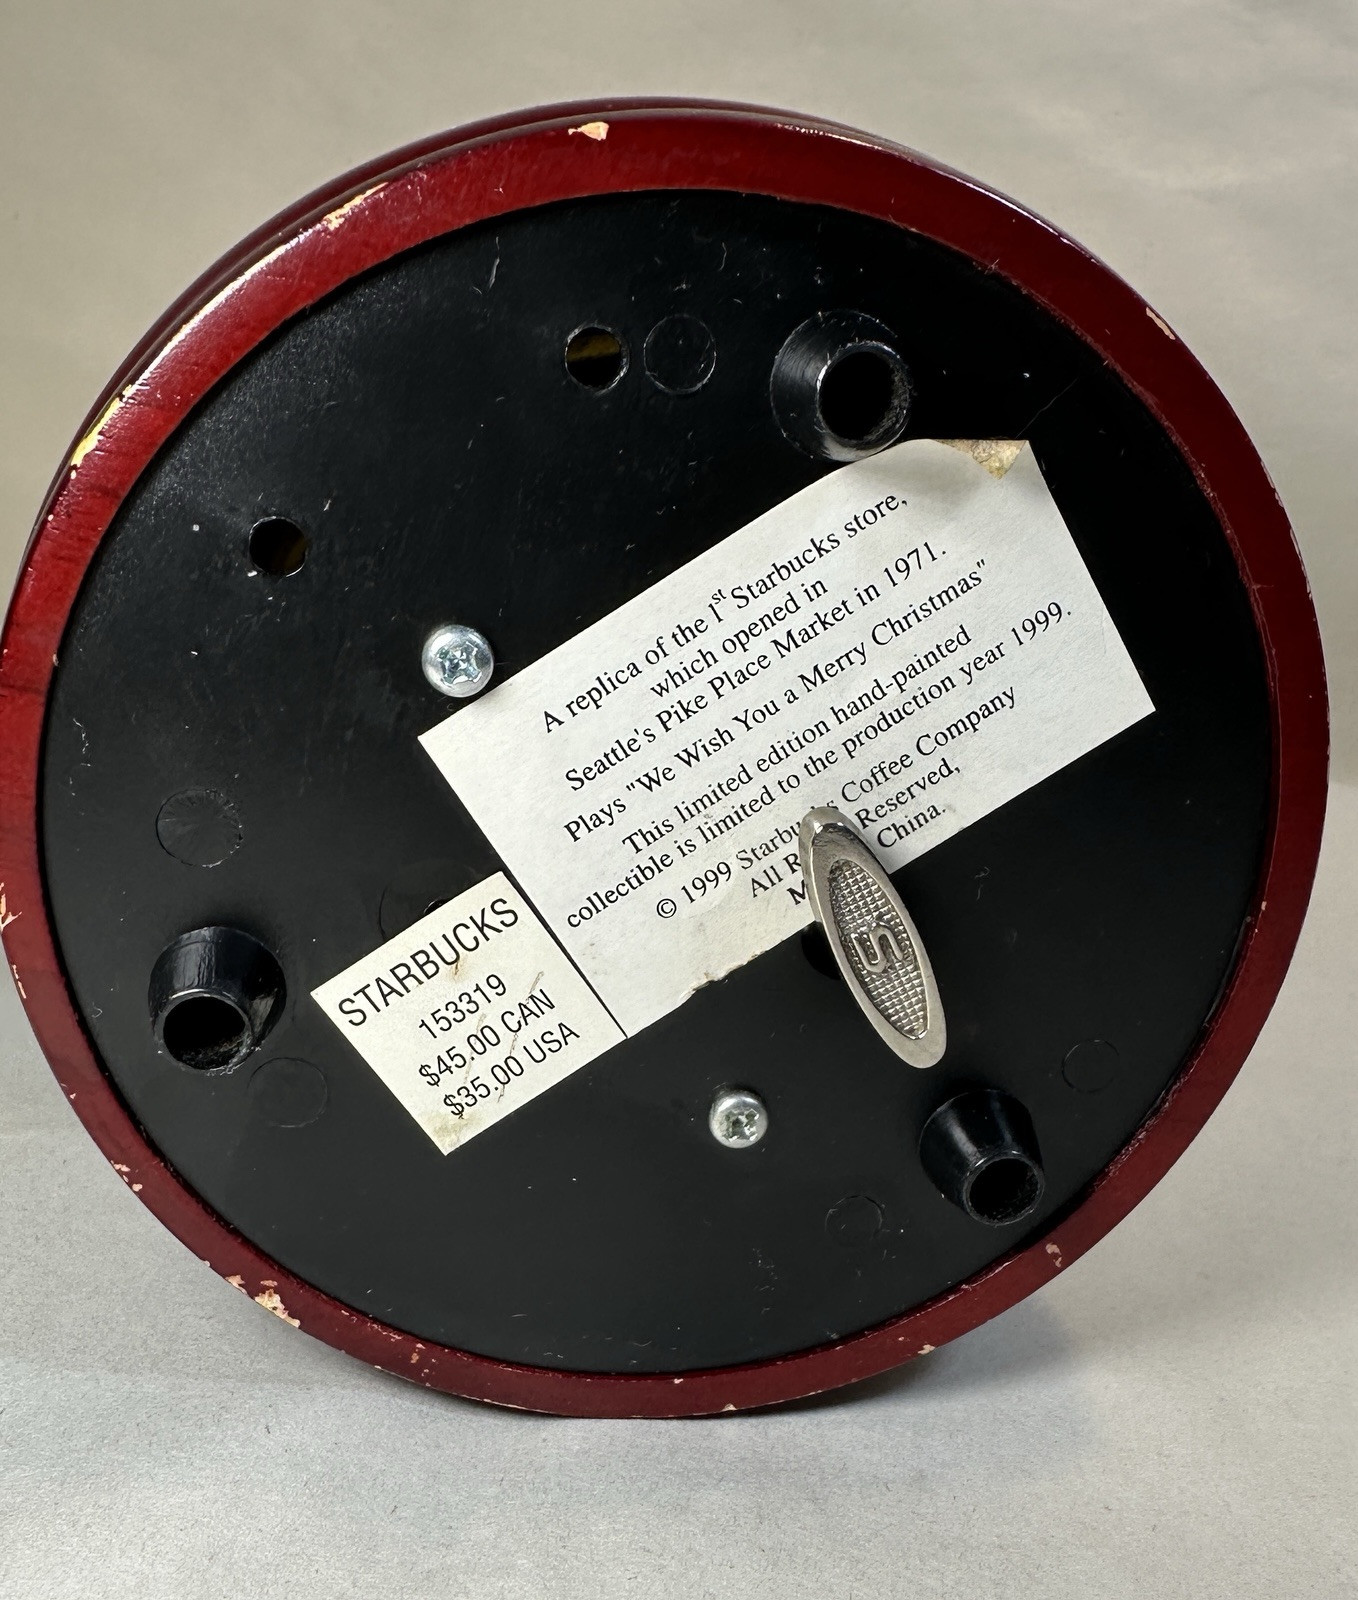 A replica of the 1st Starbucks store,
which opened in
Seattle's Pike Place Market in 1971.
Plays "We Wish You a Merry Christmas"
This limited edition hand-painted
collectible is limited to the production year 1999.
© 1999 Starbucks Coffee Company
All Reserved,
China.
STARBUCKS
153319
$45.00 CAN
$35.00 USA
S